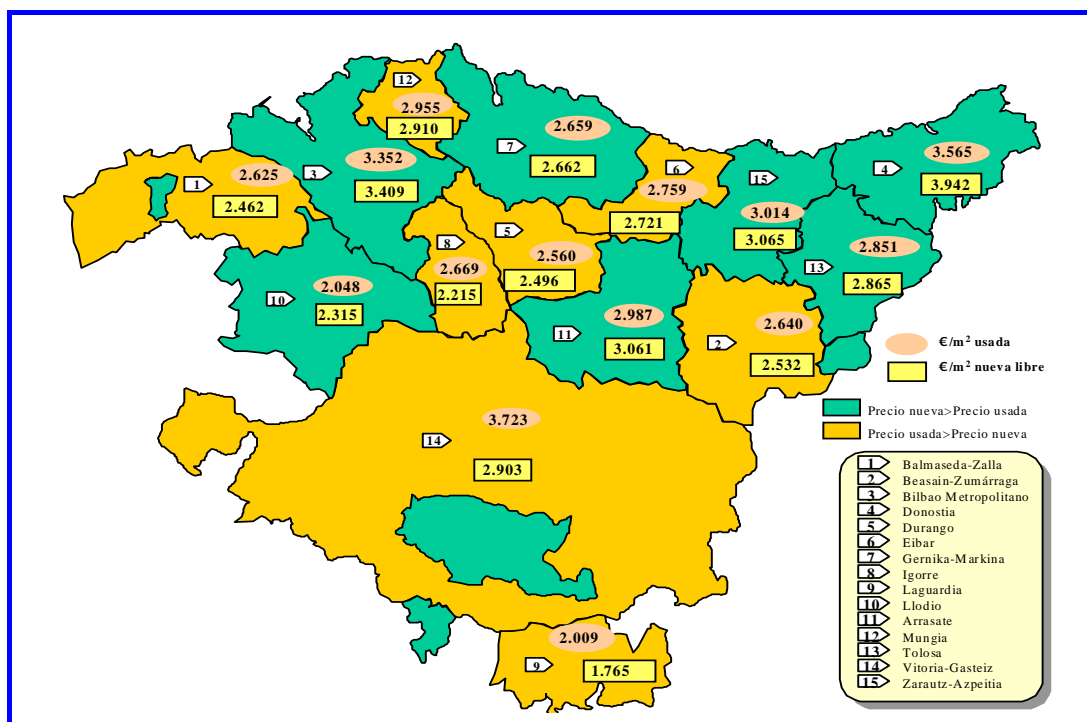 12
2.955
2.910
2.659
7
2.662
3.352
3
3.409
2.625
1
2.462
6
2.759
2.721
15
3.014
3.065
4
3.565
3.942
2.851
13
2.865
5
2.560
2.496
8
2.669
2.215
2.048
10
2.315
2.987
11
3.061
2.640
2
2.532
€/m² usada
€/m² nueva libre
Precio nueva>Precio usada
Precio usada>Precio nueva
3.723
14
2.903
2.009
9
1.765
1 Balmaseda-Zalla
2 Beasain-Zumárraga
3 Bilbao Metropolitano
4 Donostia
5 Durango
6 Eibar
7 Gernika-Markina
8 Igorre
9 Laguardia
10 Llodio
11 Arrasate
12 Mungia
13 Tolosa
14 Vitoria-Gasteiz
15 Zarautz-Azpeitia